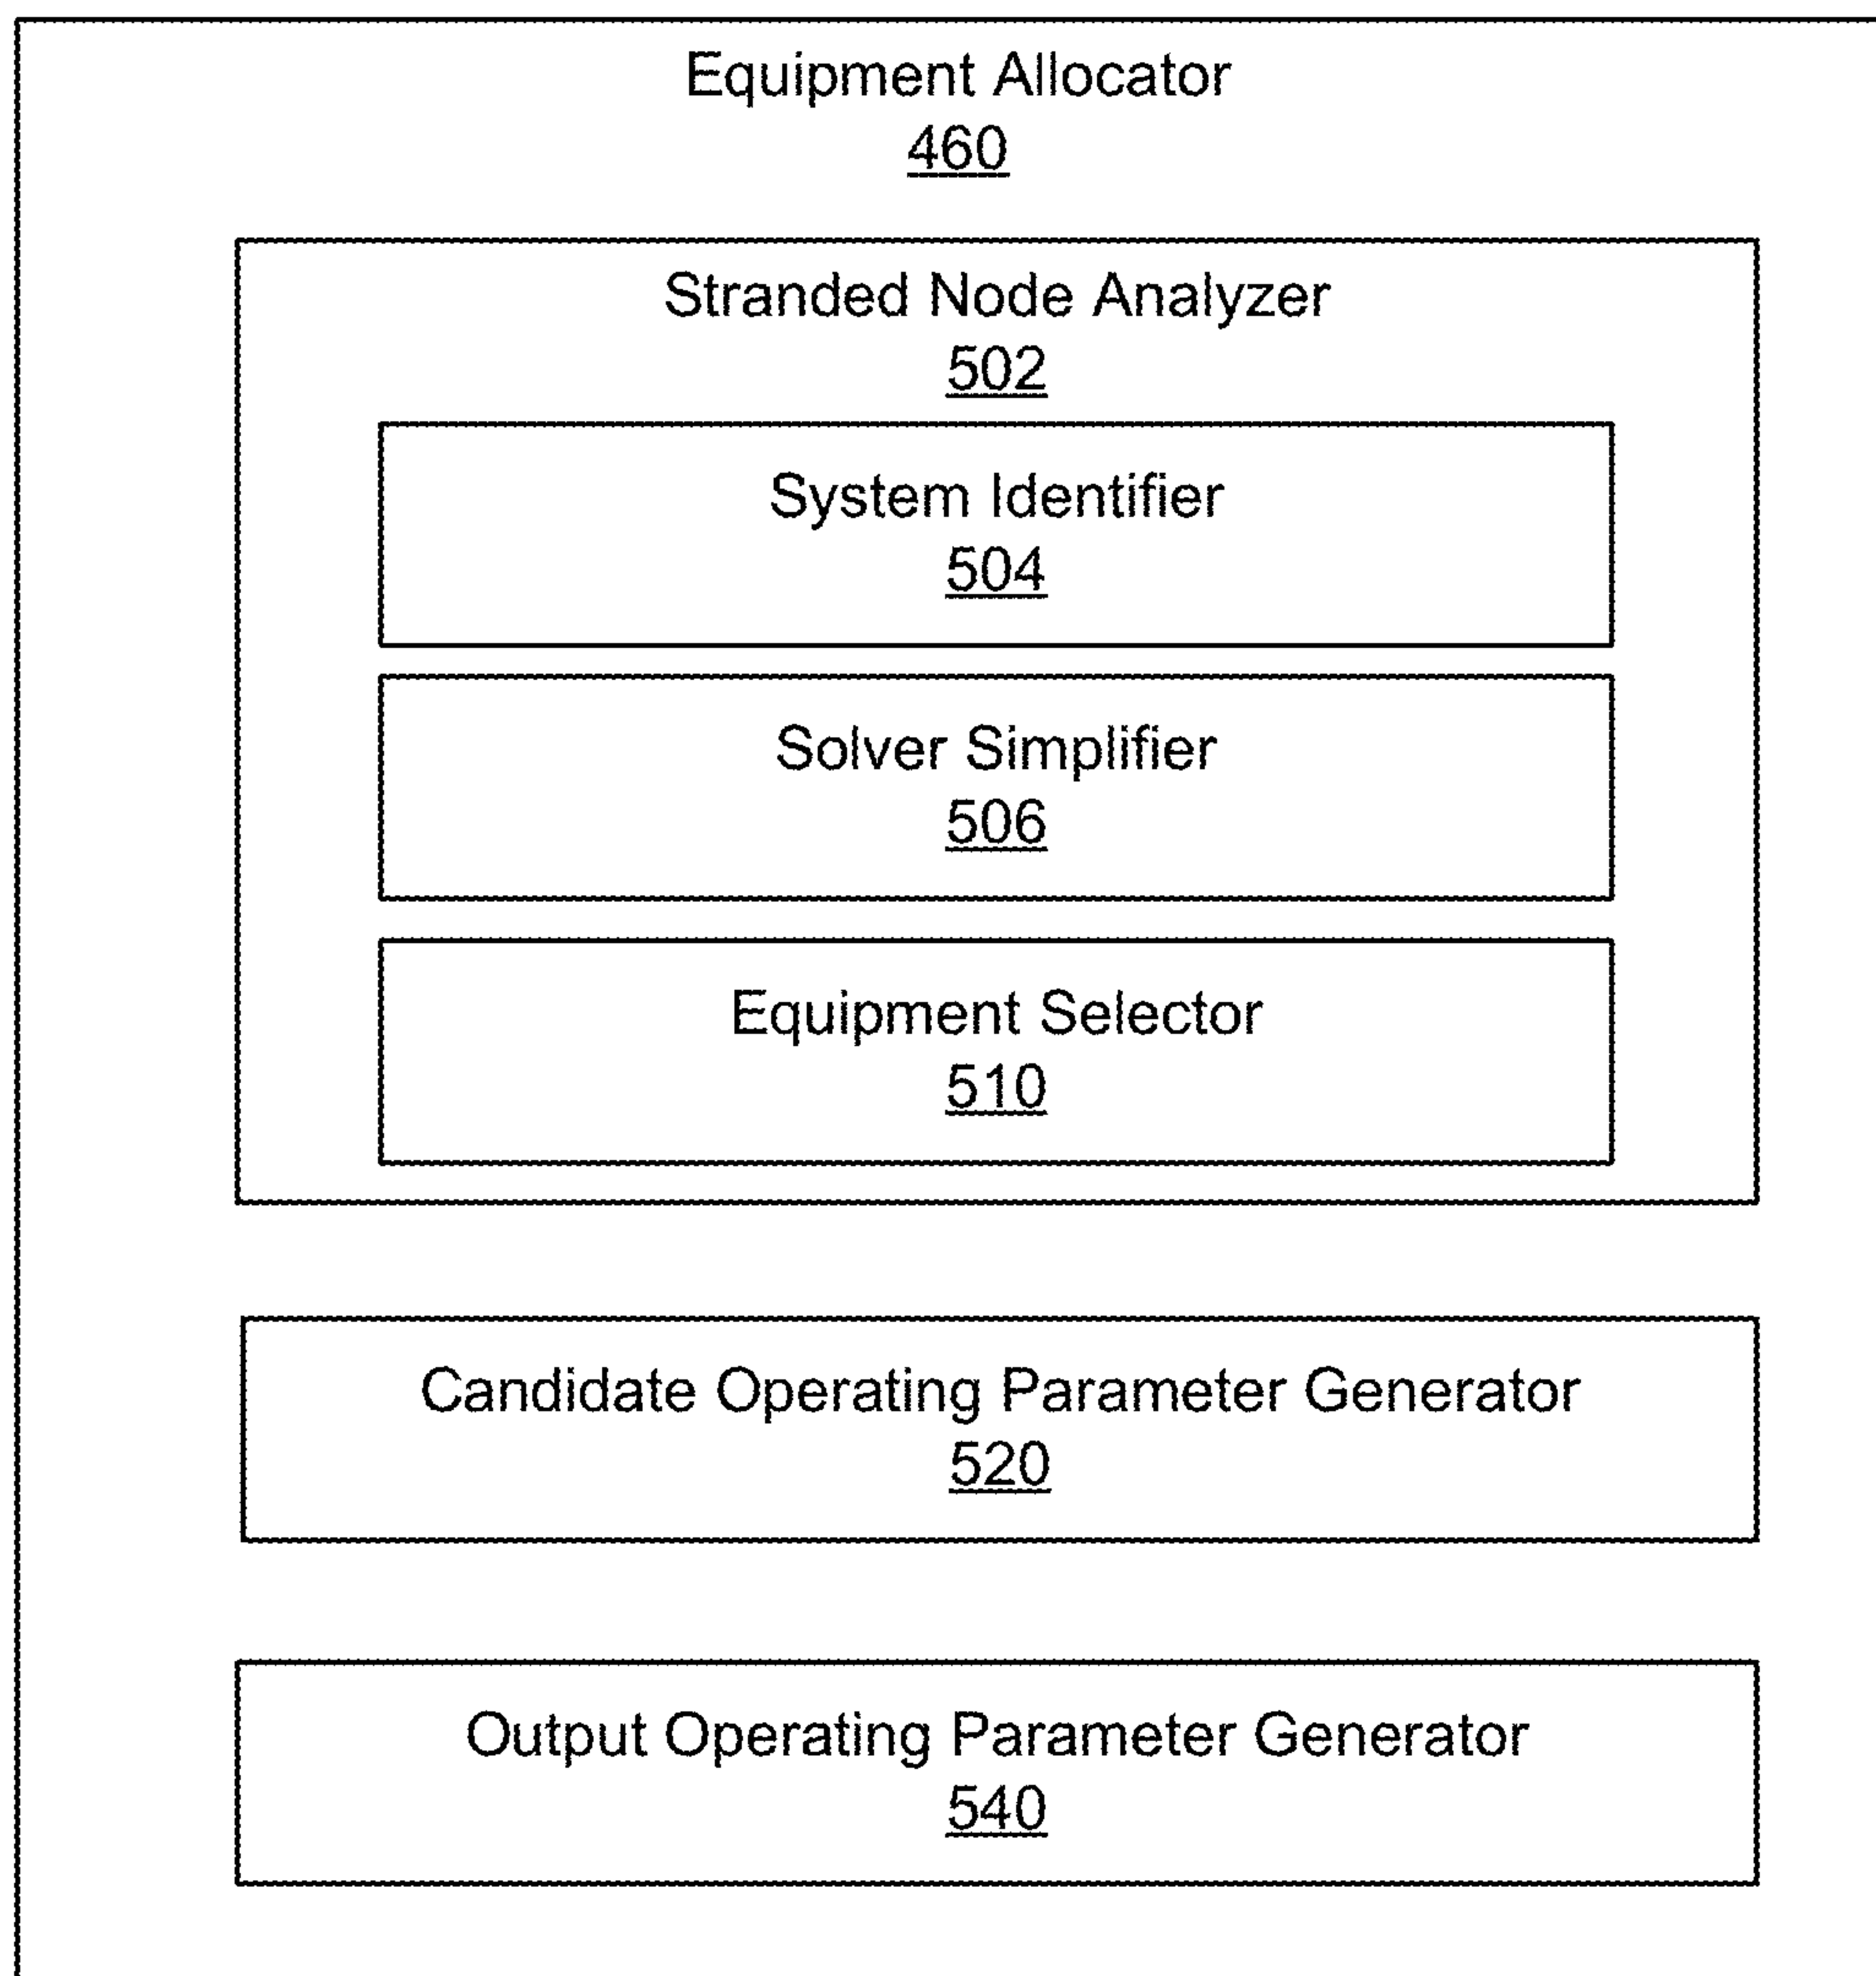 Equipment Allocator
460
Stranded Node Analyzer
502
System Identifier
504
Solver Simplifier
506
Equipment Selector
510
Candidate Operating Parameter Generator
520
Output Operating Parameter Generator
540